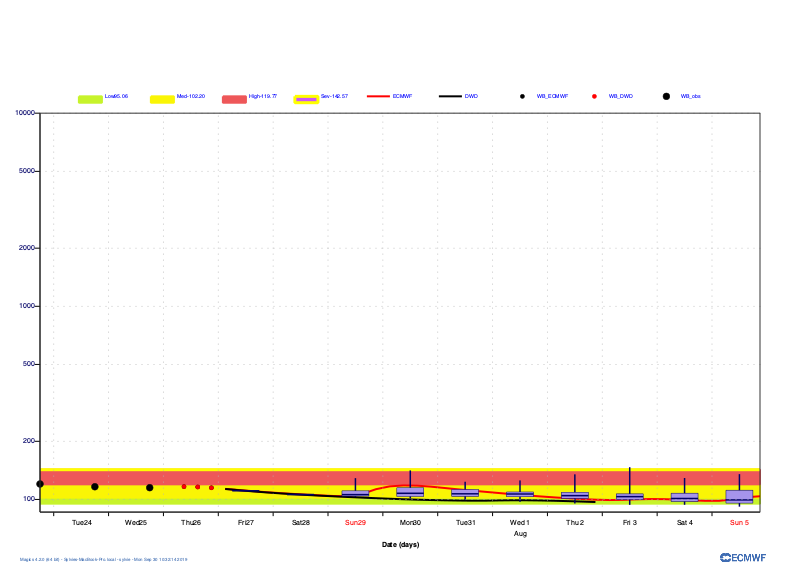 Low-95.06 Med-102.20 High-119.77 Sev-142.57 ECMWF DWD WB_ECMWF WB_DWD WB_obs
10000
5000
2000
1000
500
200
100
Tue24 Wed25 Thu26 Fri27 Sat28 Sun29 Mon30 Tue31 Wed 1 Thu 2 Fri 3 Sat 4 Sun 5
Aug
Date (days)
ECMWF